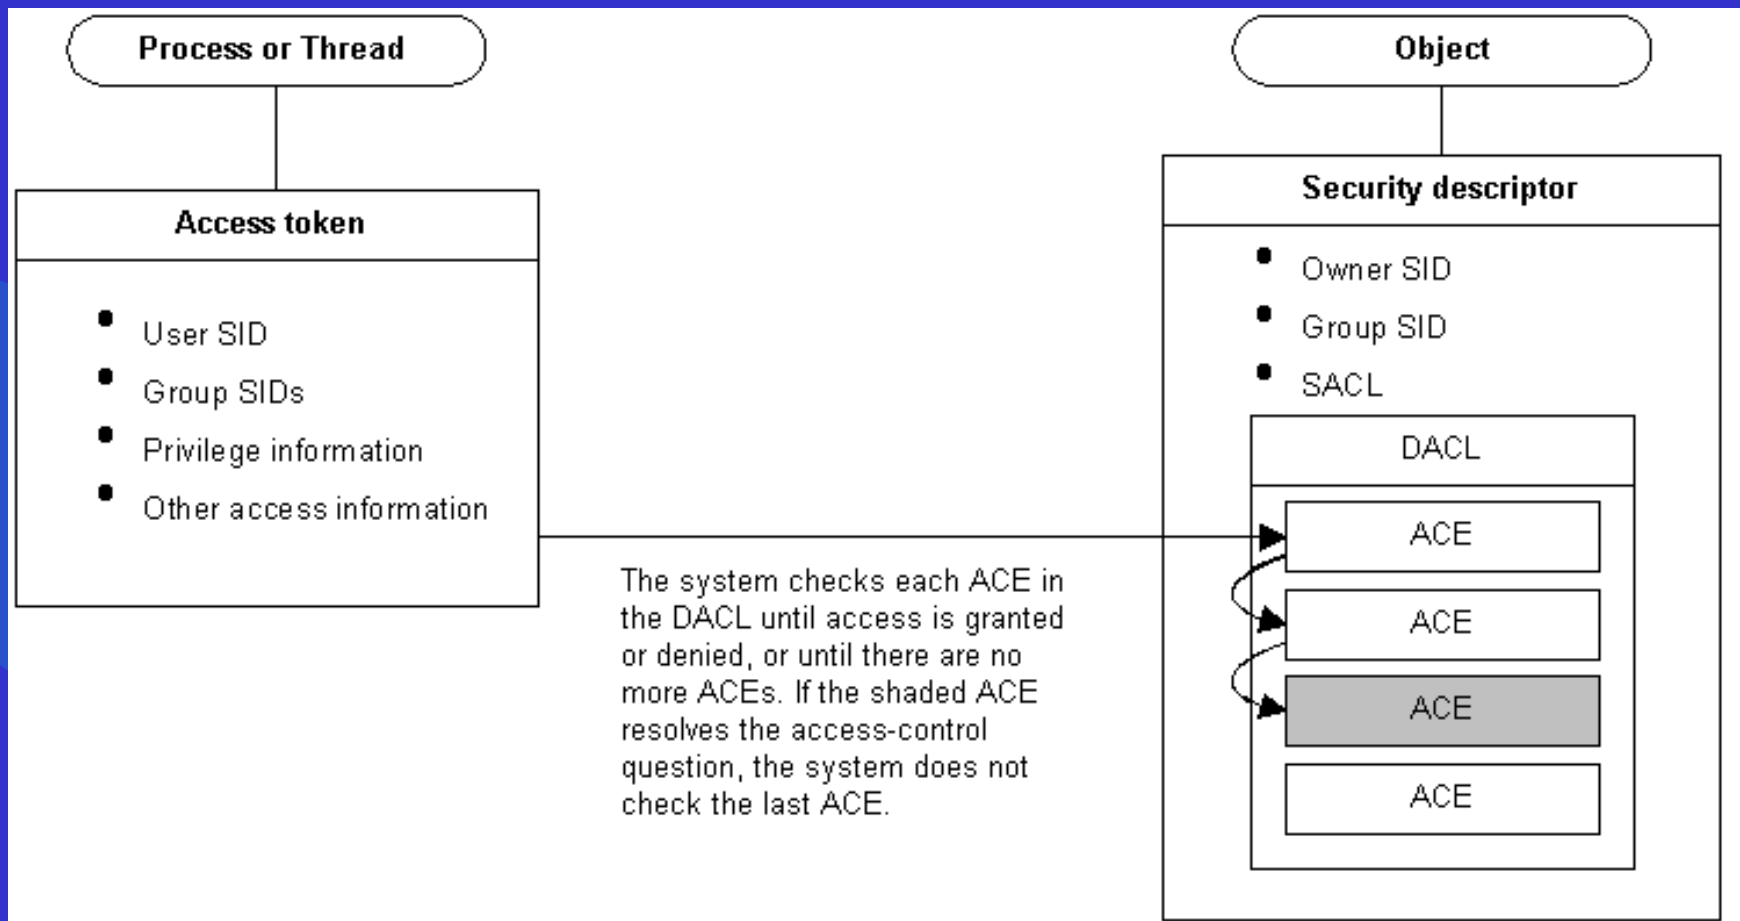 Process or Thread
Access token
User SID
Group SIDs
Privilege information
Other access information
The system checks each ACE in
the DACL until access is granted
or denied, or until there are no
more ACEs. If the shaded ACE
resolves the access-control
question, the system does not
check the last ACE.
Object
Security descriptor
Owner SID
Group SID
SACL
DACL
ACE
ACE
ACE
ACE